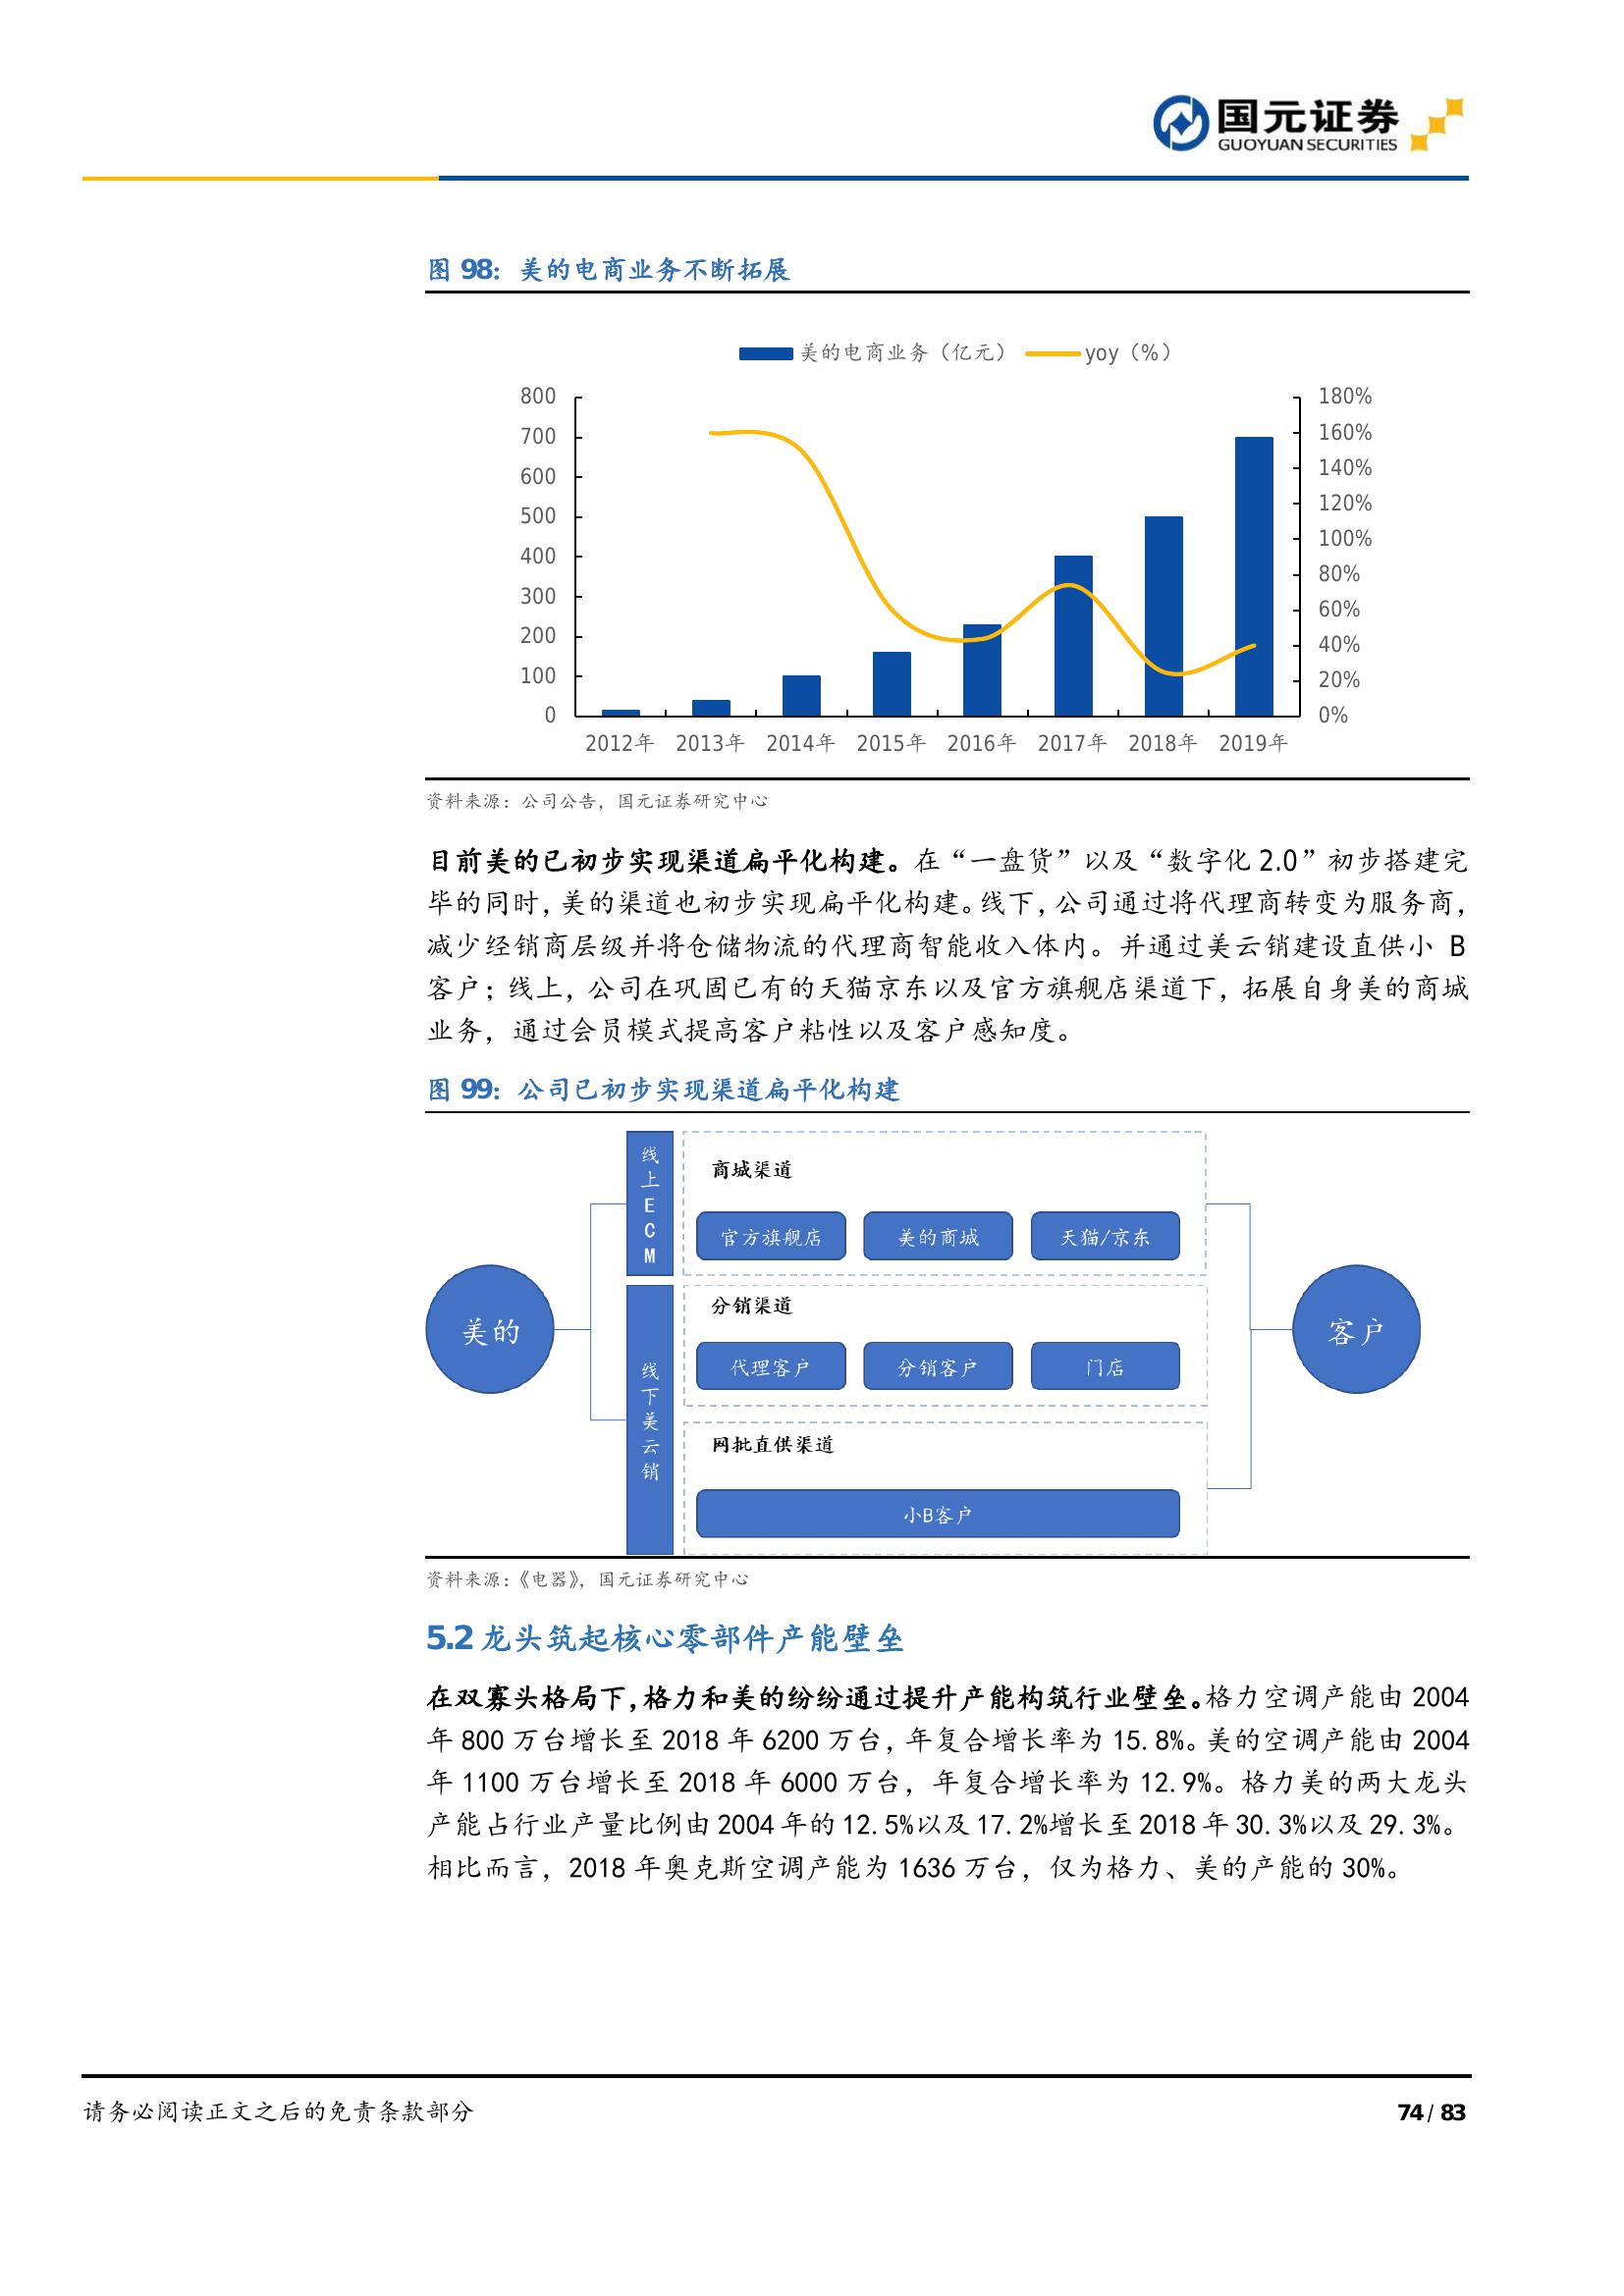 国元证券
GUOYUAN SECURITIES
图 98：美的电商业务不断拓展
美的电商业务（亿元） yoy（%）
800 180%
700 160%
600 140%
500 120%
400 100%
300 80%
200 60%
100 40%
0 20%
0%
2012年 2013年 2014年 2015年 2016年 2017年 2018年 2019年
资料来源：公司公告，国元证券研究中心
目前美的已初步实现渠道扁平化构建。在“一盘货”以及“数字化 2.0”初步搭建完
毕的同时，美的渠道也初步实现扁平化构建。线下，公司通过将代理商转变为服务商，
减少经销商层级并将仓储物流的代理商智能收入体内。并通过美云销建设直供小 B
客户；线上，公司在巩固已有的天猫京东以及官方旗舰店渠道下，拓展自身美的商城
业务，通过会员模式提高客户粘性以及客户感知度。
图 99：公司已初步实现渠道扁平化构建
线上ECM
商城渠道
官方旗舰店 美的商城 天猫/京东
美的
线下美云销
分销渠道
代理客户 分销客户 门店
网批直供渠道
小B客户
客户
资料来源：《电器》，国元证券研究中心
5.2 龙头筑起核心零部件产能壁垒
在双寡头格局下，格力和美的纷纷通过提升产能构筑行业壁垒。格力空调产能由 2004
年 800 万台增长至 2018 年 6200 万台，年复合增长率为 15.8%。美的空调产能由 2004
年 1100 万台增长至 2018 年 6000 万台，年复合增长率为 12.9%。格力美的两大龙头
产能占行业产量比例由 2004 年的 12.5%以及 17.2%增长至 2018 年 30.3%以及 29.3%。
相比而言，2018 年奥克斯空调产能为 1636 万台，仅为格力、美的产能的 30%。
请务必阅读正文之后的免责条款部分 74 / 83